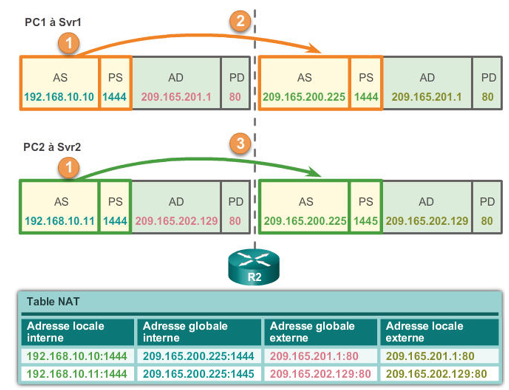 PC1 à Svr1
1 2
AS PS AD PD AS PS AD PD
192.168.10.10 1444 209.165.201.1 80 209.165.200.225 1444 209.165.201.1 80
PC2 à Svr2
1 3
AS PS AD PD AS PS AD PD
192.168.10.11 1444 209.165.202.129 80 209.165.200.225 1445 209.165.202.129 80
R2
Table NAT
Adresse locale interne Adresse globale interne Adresse globale externe Adresse locale externe
192.168.10.10:1444 209.165.200.225:1444 209.165.201.1:80 209.165.201.1:80
192.168.10.11:1444 209.165.200.225:1445 209.165.202.129:80 209.165.202.129:80